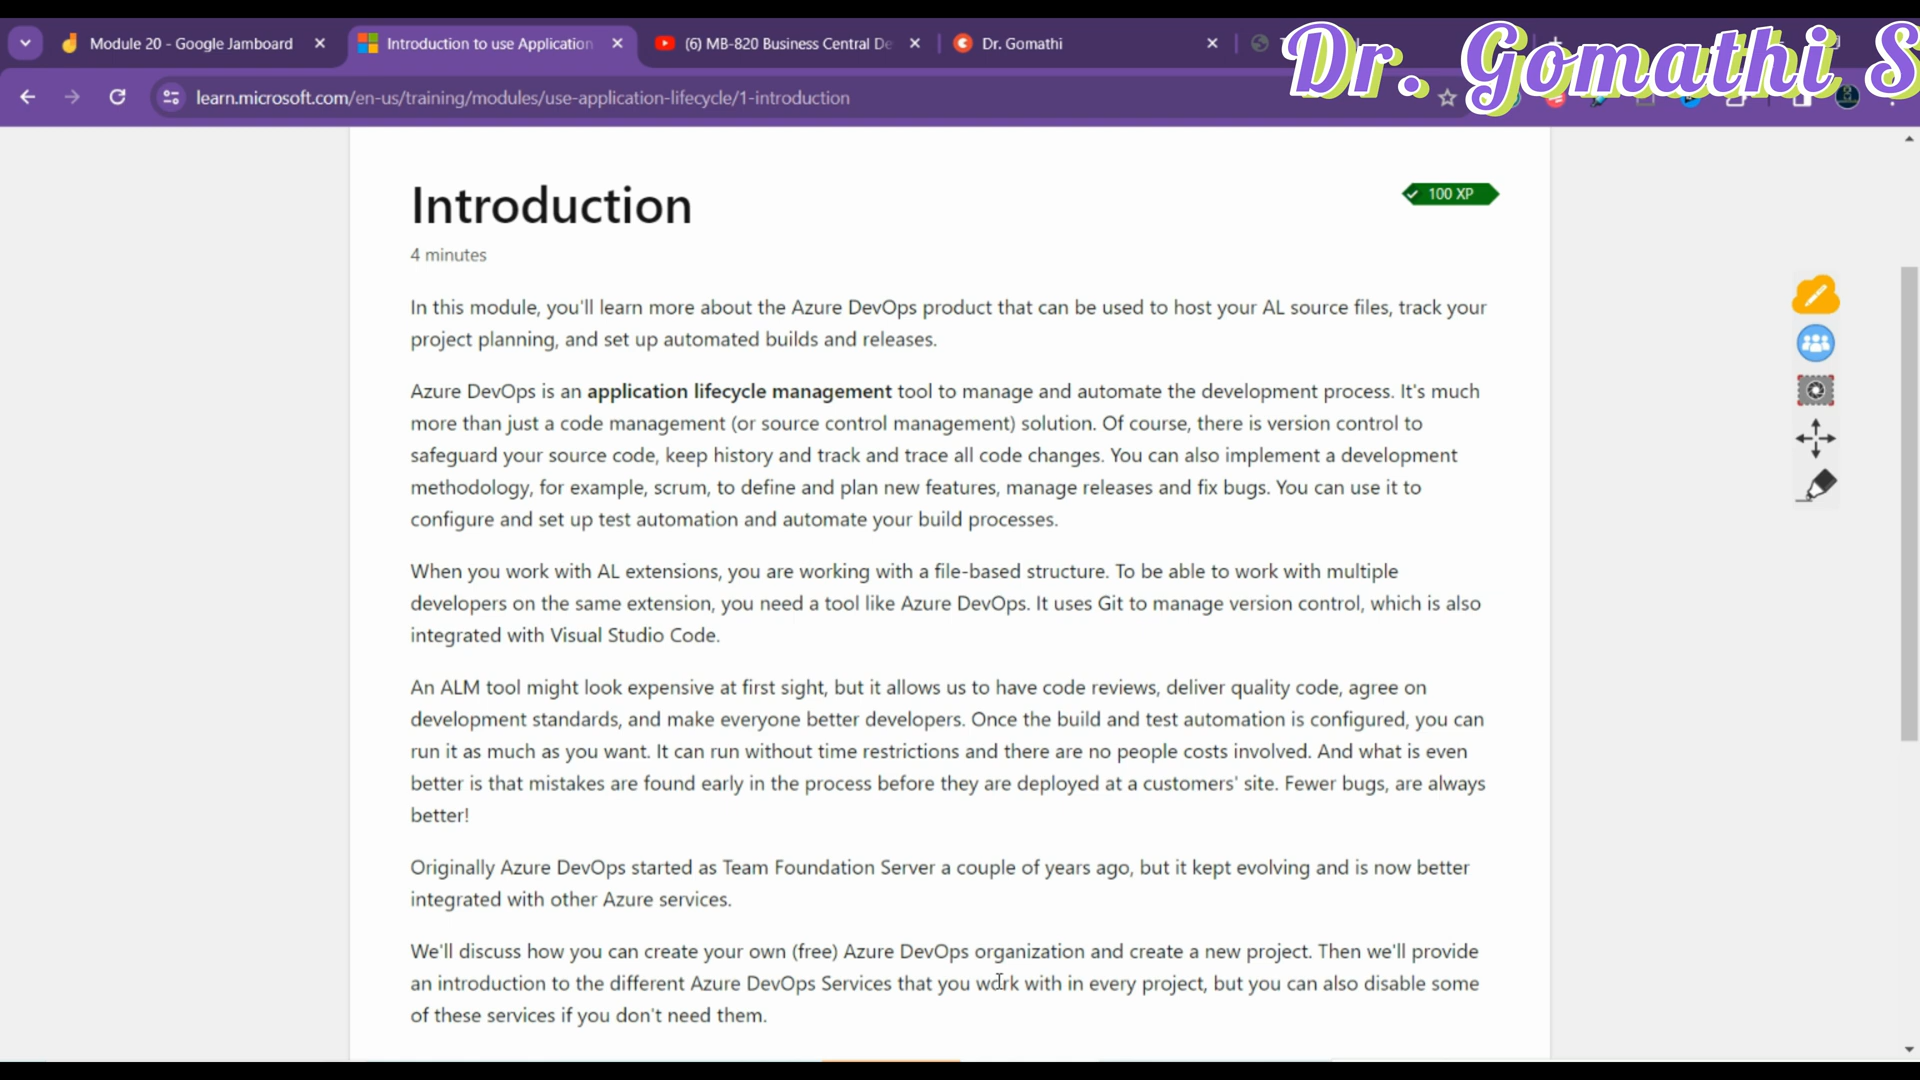 Module 20 - Google Jamboard
Introduction to use Application
(6) MB-820 Business Central De
Dr. Gomathi
Dr. Gomathi S
learn.microsoft.com/en-us/training/modules/use-application-lifecycle/1-introduction
Introduction
100 XP
4 minutes
In this module, you'll learn more about the Azure DevOps product that can be used to host your AL source files, track your
project planning, and set up automated builds and releases.
Azure DevOps is an application lifecycle management tool to manage and automate the development process. It's much
more than just a code management (or source control management) solution. Of course, there is version control to
safeguard your source code, keep history and track and trace all code changes. You can also implement a development
methodology, for example, scrum, to define and plan new features, manage releases and fix bugs. You can use it to
configure and set up test automation and automate your build processes.
When you work with AL extensions, you are working with a file-based structure. To be able to work with multiple
developers on the same extension, you need a tool like Azure DevOps. It uses Git to manage version control, which is also
integrated with Visual Studio Code.
An ALM tool might look expensive at first sight, but it allows us to have code reviews, deliver quality code, agree on
development standards, and make everyone better developers. Once the build and test automation is configured, you can
run it as much as you want. It can run without time restrictions and there are no people costs involved. And what is even
better is that mistakes are found early in the process before they are deployed at a customers' site. Fewer bugs, are always
better!
Originally Azure DevOps started as Team Foundation Server a couple of years ago, but it kept evolving and is now better
integrated with other Azure services.
We'll discuss how you can create your own (free) Azure DevOps organization and create a new project. Then we'll provide
an introduction to the different Azure DevOps Services that you work with in every project, but you can also disable some
of these services if you don't need them.